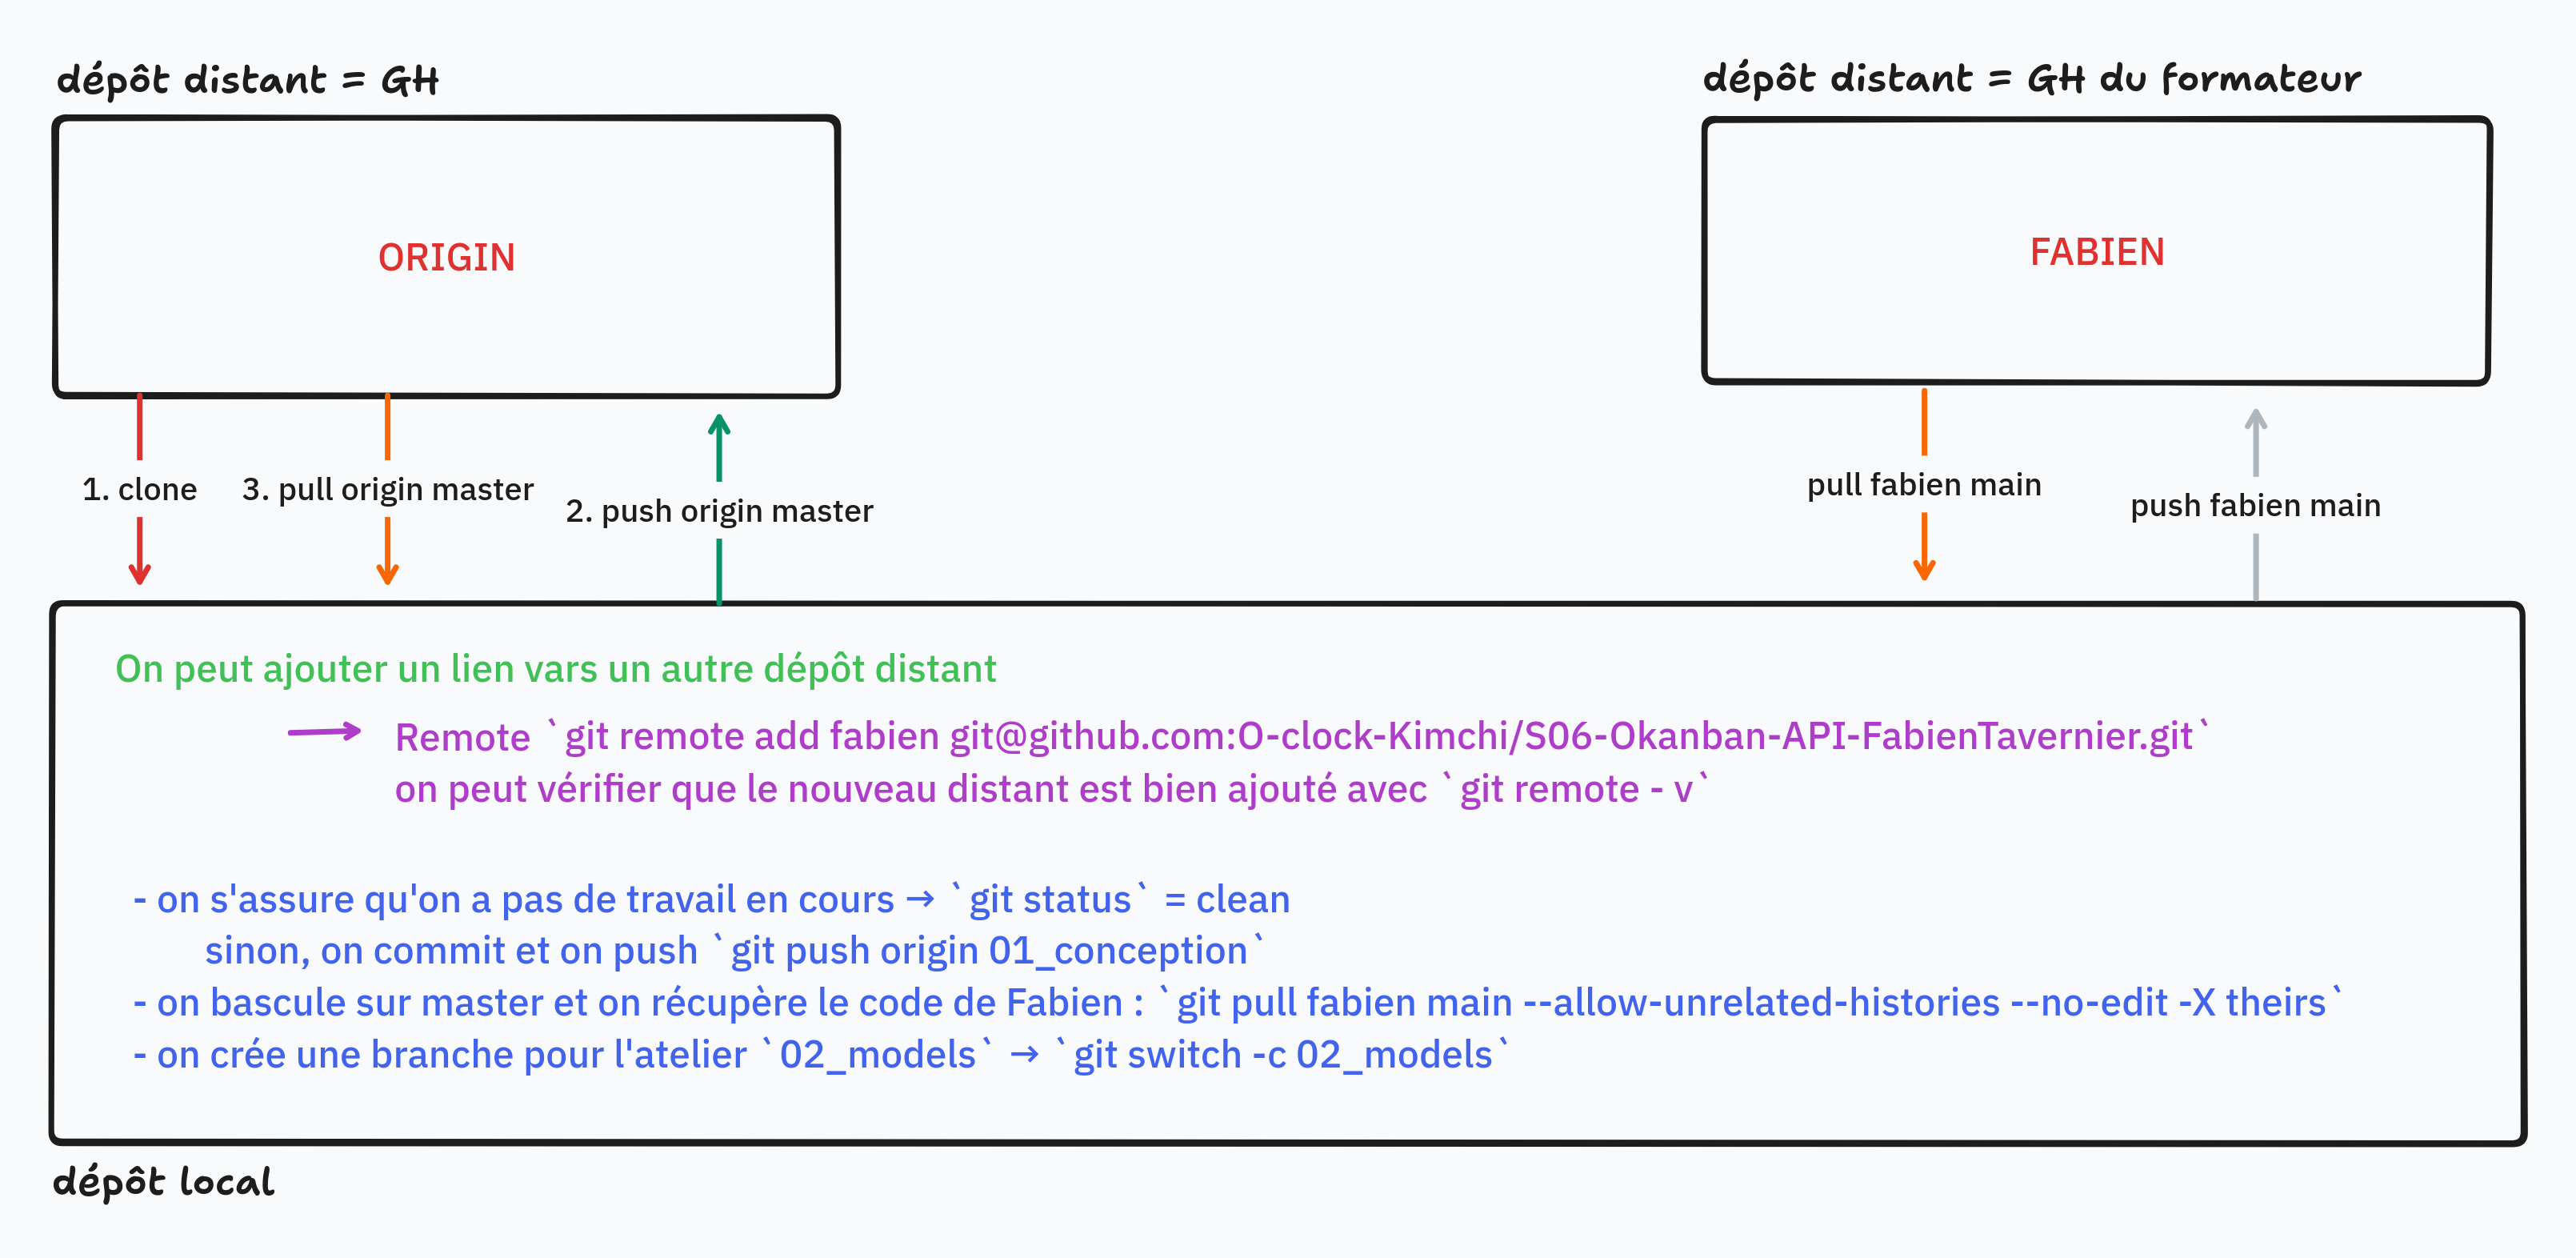 dépôt distant = GH
dépôt distant = GH du formateur
ORIGIN
FABIEN
1. clone
3. pull origin master
2. push origin master
pull fabien main
push fabien main
On peut ajouter un lien vars un autre dépôt distant
→ Remote `git remote add fabien git@github.com:O-clock-Kimchi/S06-Okanban-API-FabienTavernier.git`
on peut vérifier que le nouveau distant est bien ajouté avec `git remote - v`
- on s'assure qu'on a pas de travail en cours → `git status` = clean
sinon, on commit et on push `git push origin 01_conception`
- on bascule sur master et on récupère le code de Fabien : `git pull fabien main --allow-unrelated-histories --no-edit -X theirs`
- on crée une branche pour l'atelier `02_models` → `git switch -c 02_models`
dépôt local